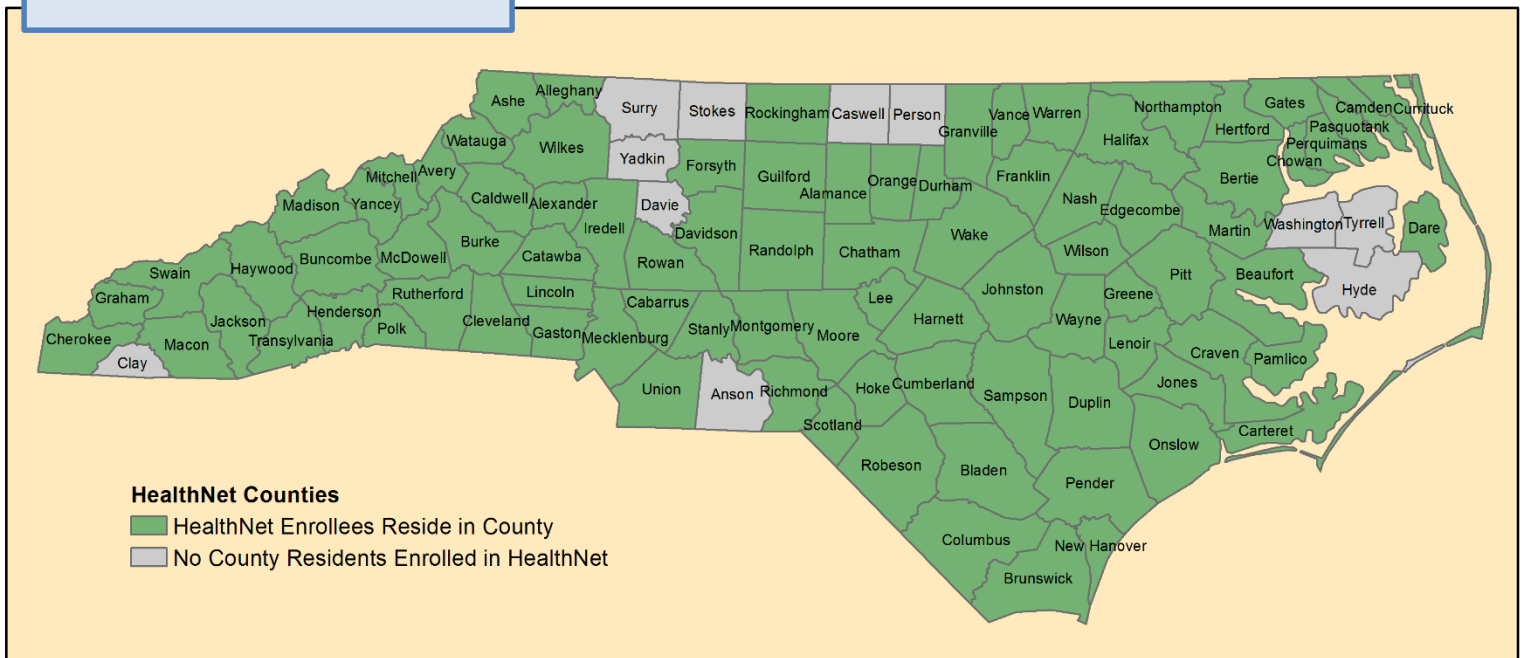 Ashe
Alleghany
Surry
Stokes
Rockingham
Caswell
Person
Granville
Vance
Warren
Northampton
Halifax
Gates
Hertford
Camden
Currituck
Pasquotank
Perquimans
Chowan
Watauga
Wilkes
Yadkin
Forsyth
Guilford
Alamance
Orange
Durham
Franklin
Nash
Edgecombe
Bertie
Mitchell
Avery
Madison
Yancey
Caldwell
Alexander
Davie
Iredell
Davidson
Randolph
Chatham
Wake
Wilson
Martin
Washington
Tyrrell
Dare
Swain
Haywood
Buncombe
McDowell
Burke
Catawba
Rowan
Johnston
Pitt
Beaufort
Hyde
Graham
Rutherford
Lincoln
Cabarrus
Lee
Greene
Cherokee
Macon
Jackson
Henderson
Transylvania
Polk
Cleveland
Gaston
Mecklenburg
Stanly
Montgomery
Moore
Harnett
Wayne
Lenoir
Craven
Pamlico
Clay
Union
Anson
Richmond
Hoke
Cumberland
Sampson
Duplin
Jones
Scotland
Onslow
Carteret
Robeson
Bladen
Pender
Columbus
New Hanover
Brunswick
HealthNet Counties
HealthNet Enrollees Reside in County
No County Residents Enrolled in HealthNet